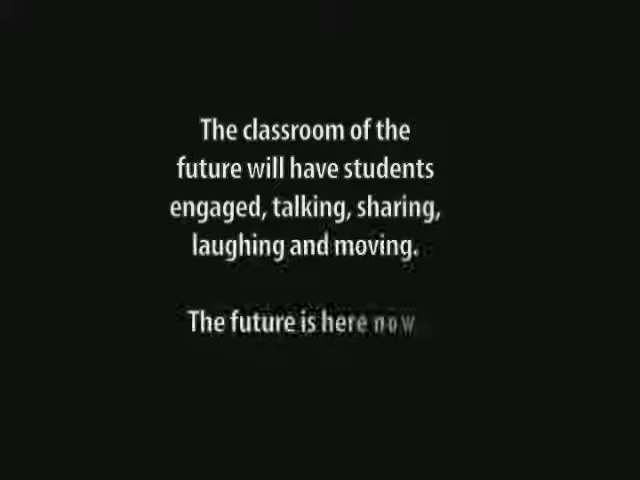 The classroom of the
future will have students
engaged, talking, sharing,
laughing and moving.
The future is here now